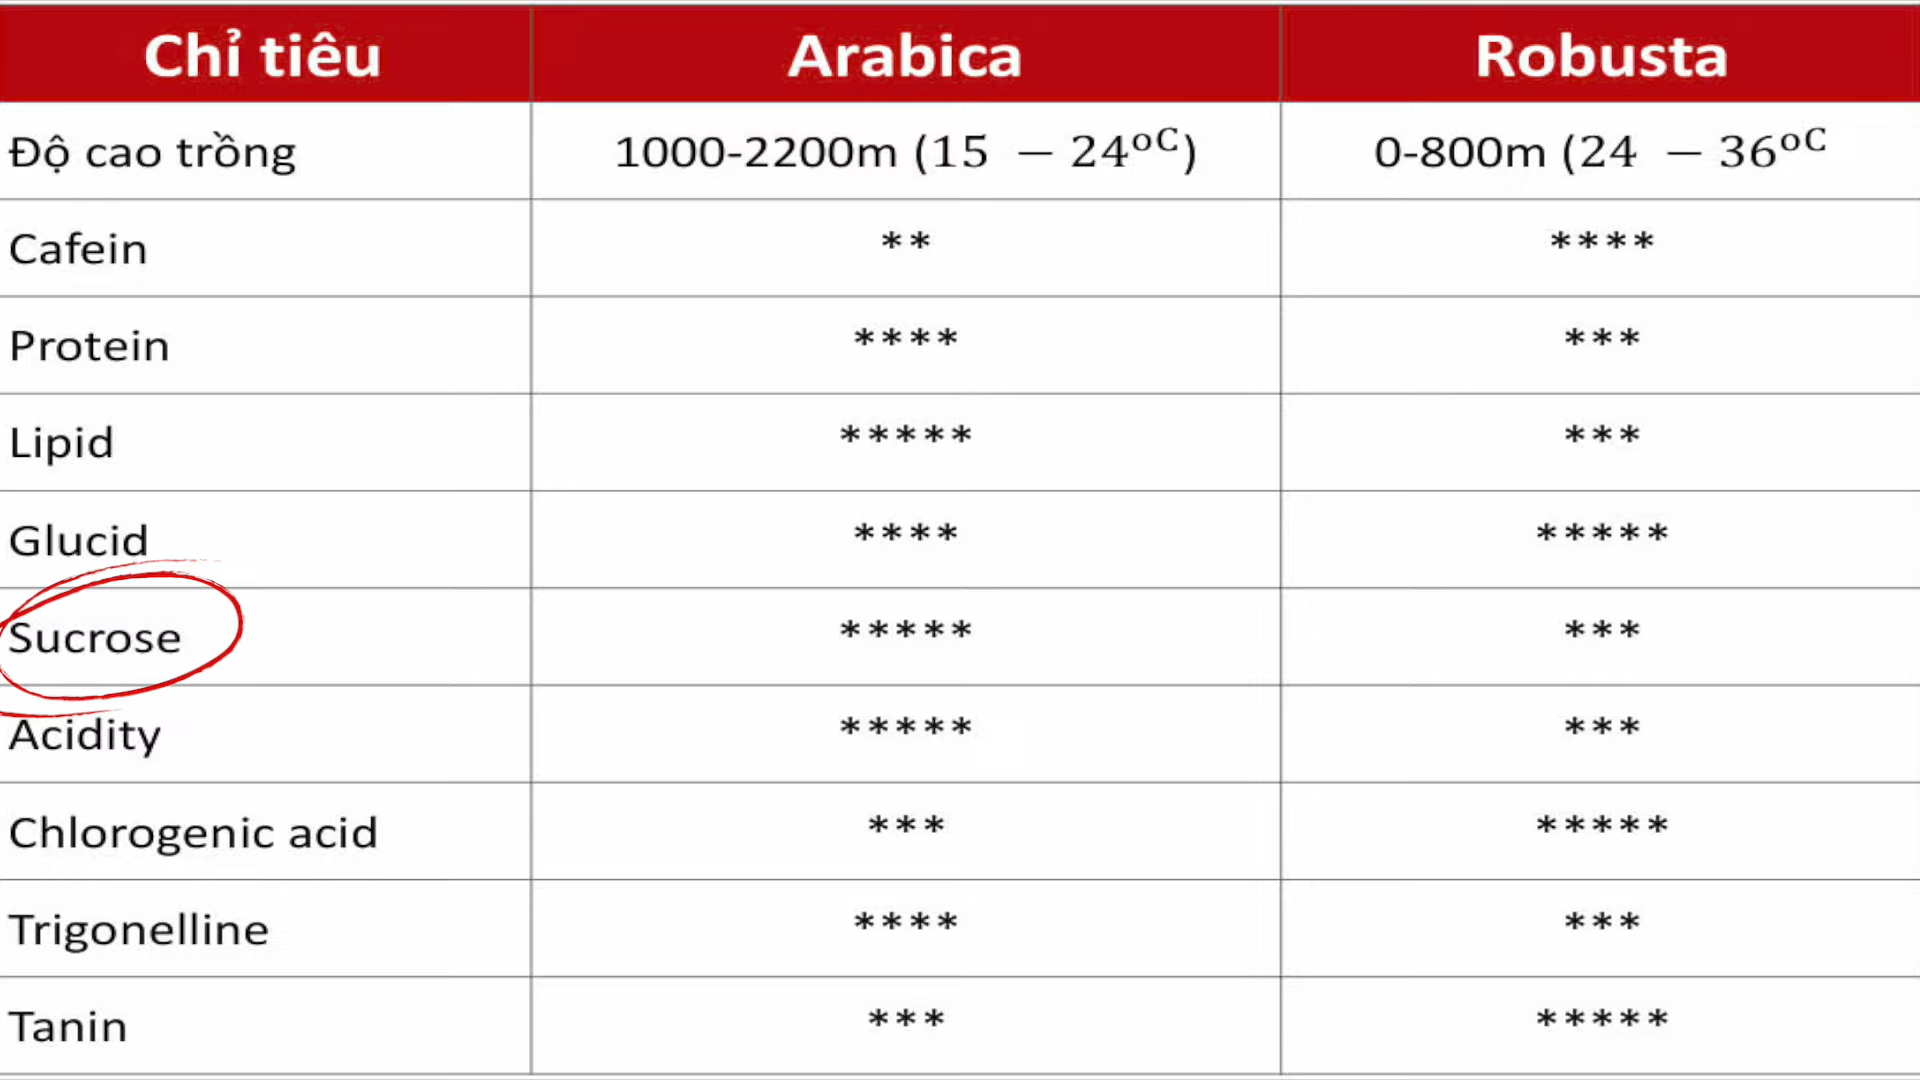 Chỉ tiêu Arabica Robusta
Độ cao trồng 1000-2200m (15 – 24ºC) 0-800m (24 – 36ºC
Cafein ** ****
Protein **** ***
Lipid ***** ***
Glucid **** *****
Sucrose ***** ***
Acidity ***** ***
Chlorogenic acid *** *****
Trigonelline **** ***
Tanin *** *****